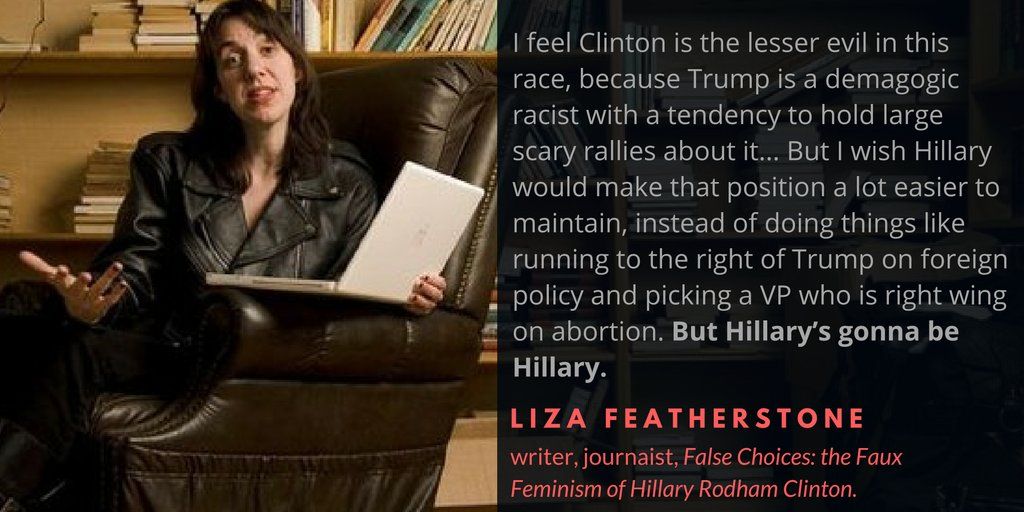 I feel Clinton is the lesser evil in this
race, because Trump is a demagogic
racist with a tendency to hold large
scary rallies about it... But I wish Hillary
would make that position a lot easier to
maintain, instead of doing things like
running to the right of Trump on foreign
policy and picking a VP who is right wing
on abortion. But Hillary’s gonna be
Hillary.
LIZA FEATHERSTONE
writer, journaist, False Choices: the Faux
Feminism of Hillary Rodham Clinton.